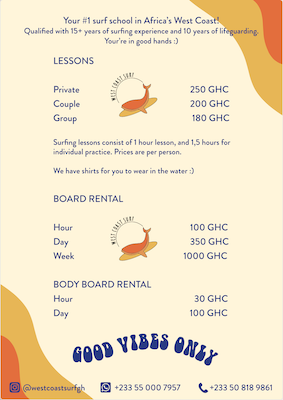 Your #1 surf school in Africa's West Coast!
Qualified with 15+ years of surfing experience and 10 years of lifeguarding.
Your're in good hands :)
LESSONS
WEST COAST SURF
Private 250 GHC
Couple 200 GHC
Group 180 GHC
Surfing lessons consist of 1 hour lesson, and 1,5 hours for
individual practice. Prices are per person.
We have shirts for you to wear in the water :)
BOARD RENTAL
WEST COAST SURF
Hour 100 GHC
Day 350 GHC
Week 1000 GHC
BODY BOARD RENTAL
Hour 30 GHC
Day 100 GHC
GOOD VIBES ONLY
@westcoastsurfgh +233 55 000 7957 +233 50 818 9861